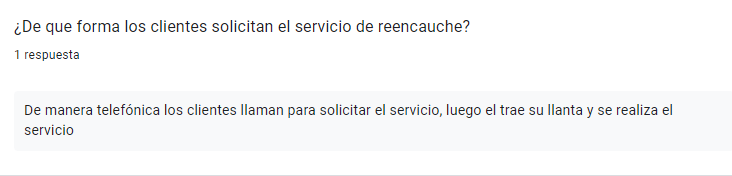 ¿De que forma los clientes solicitan el servicio de reencauche?
1 respuesta
De manera telefónica los clientes llaman para solicitar el servicio, luego el trae su llanta y se realiza el
servicio